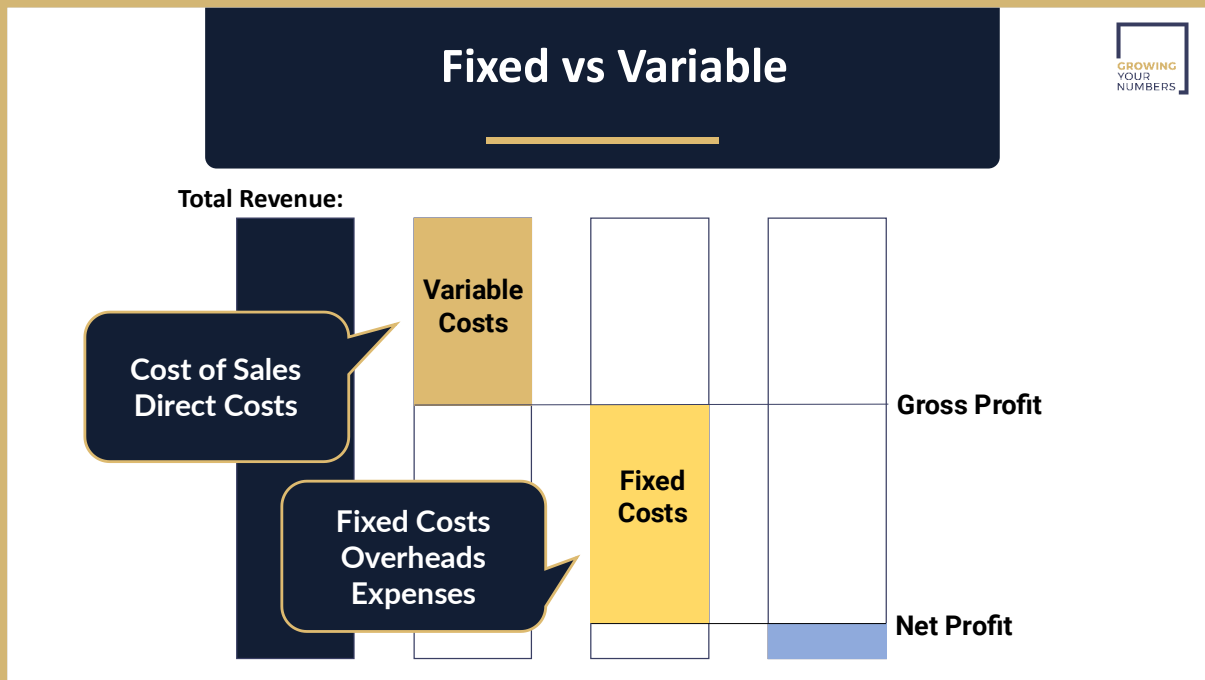 Fixed vs Variable
GROWING
YOUR
NUMBERS
Total Revenue:
Variable
Costs
Cost of Sales
Direct Costs
Gross Profit
Fixed
Costs
Fixed Costs
Overheads
Expenses
Net Profit